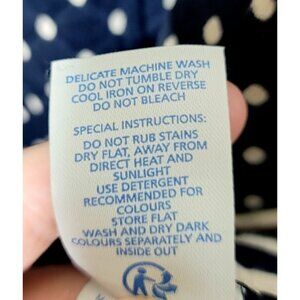 DELICATE MACHINE WASH
DO NOT TUMBLE DRY
COOL IRON ON REVERSE
DO NOT BLEACH
SPECIAL INSTRUCTIONS:
DO NOT RUB STAINS
DRY FLAT, AWAY FROM
DIRECT HEAT AND
SUNLIGHT
USE DETERGENT
RECOMMENDED FOR
COLOURS
STORE FLAT
WASH AND DRY DARK
COLOURS SEPARATELY AND
INSIDE OUT